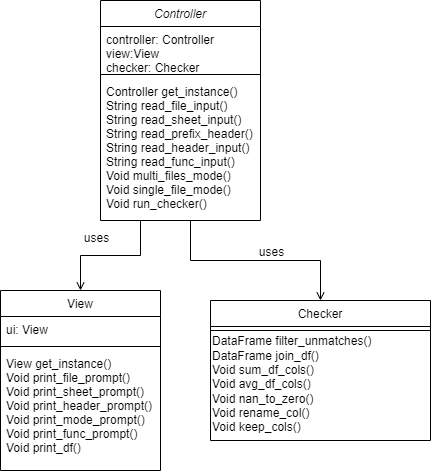 Controller
controller: Controller
view:View
checker: Checker
Controller get_instance()
String read_file_input()
String read_sheet_input()
String read_prefix_header()
String read_header_input()
String read_func_input()
Void multi_files_mode()
Void single_file_mode()
Void run_checker()
uses
uses
View
ui: View
View get_instance()
Void print_file_prompt()
Void print_sheet_prompt()
Void print_header_prompt()
Void print_mode_prompt()
Void print_func_prompt()
Void print_df()
Checker
DataFrame filter_unmatches()
DataFrame join_df()
Void sum_df_cols()
Void avg_df_cols()
Void nan_to_zero()
Void rename_col()
Void keep_cols()